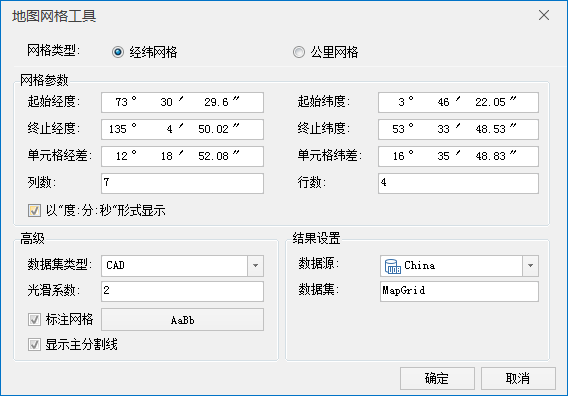 地图网格工具
网格类型: 经纬网格 公里网格
网格参数
起始经度: 73 ° 30 ′ 29.6 ″ 起始纬度: 3 ° 46 ′ 22.05 ″
终止经度: 135 ° 4 ′ 50.02 ″ 终止纬度: 53 ° 33 ′ 48.53 ″
单元格经差: 12 ° 18 ′ 52.08 ″ 单元格纬差: 16 ° 35 ′ 48.83 ″
列数: 7 行数: 4
以"度:分:秒"形式显示
高级 结果设置
数据集类型: CAD 数据源: China
光滑系数: 2 数据集: MapGrid
标注网格 AaBb
显示主分割线
确定 取消